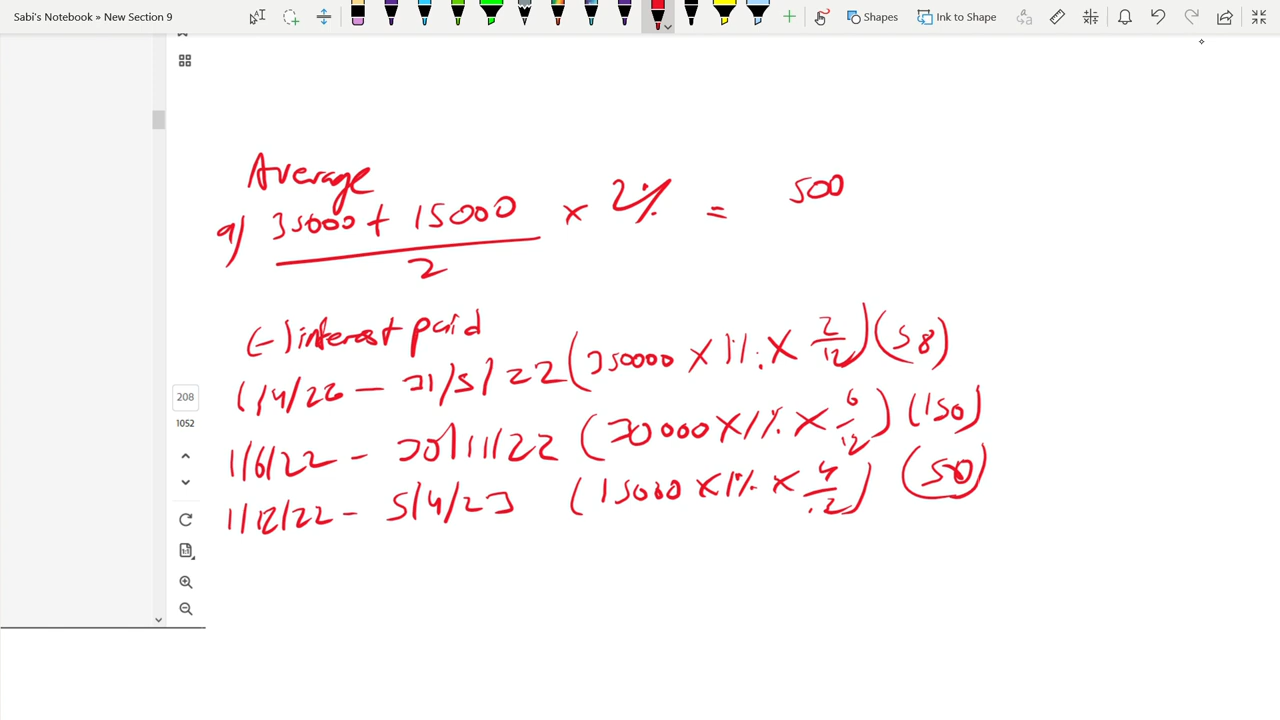 Sabi's Notebook » New Section 9
Shapes
Ink to Shape
Average
a) 35000 + 15000 / 2 × 2% = 500
(-) interest paid
1/4/22 - 31/5/22 (350000 × 1% × 2/12) (58)
1/6/22 - 30/11/22 (30000 × 1% × 6/12) (150)
1/12/22 - 5/4/23 (15000 × 1% × 4/12) (50)
208
1052